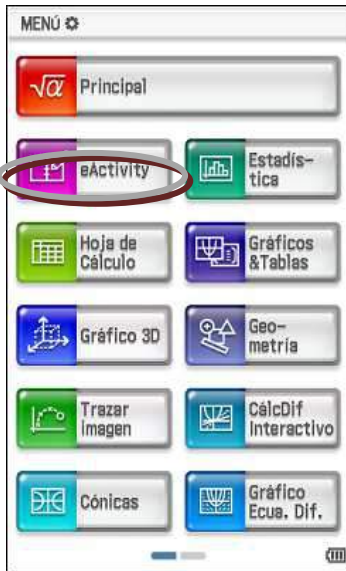 MENÚ
√α Principal
eActivity
Estadís-
tica
Hoja de
Cálculo
Gráficos
&Tablas
Gráfico 3D
Geo-
metría
Trazar
Imagen
CálcDif
Interactivo
Cónicas
Gráfico
Ecua. Dif.